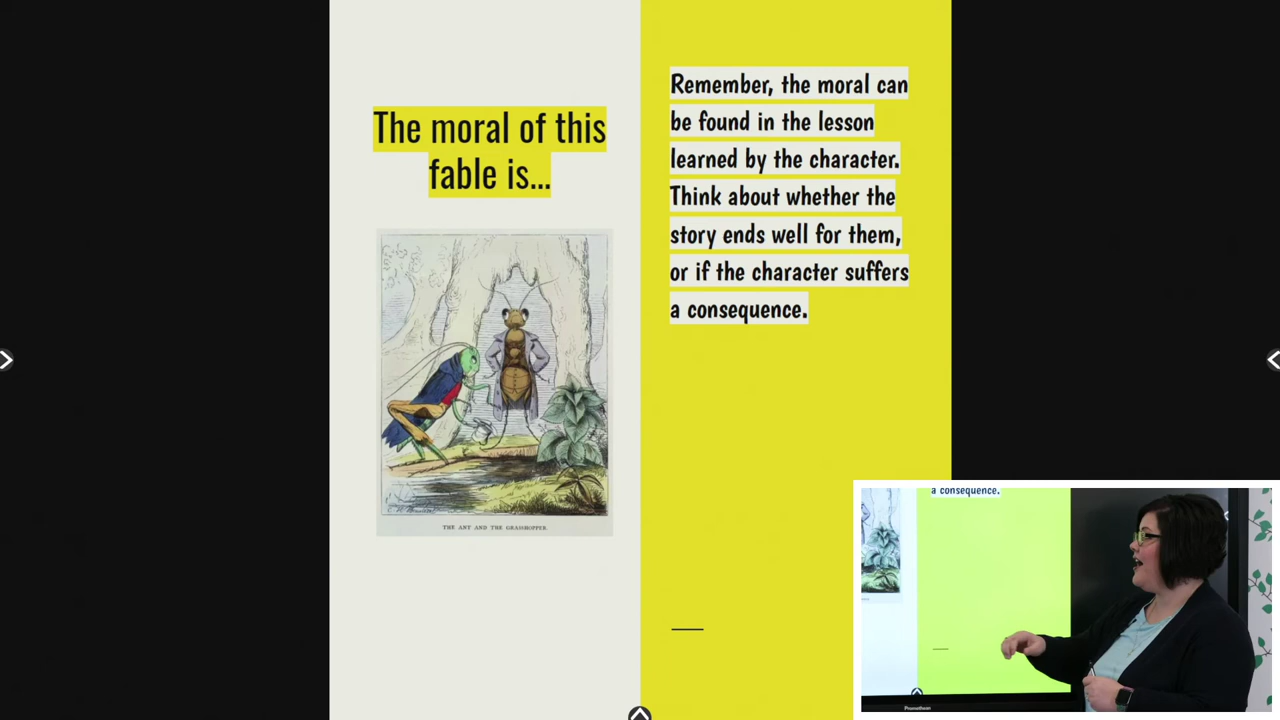 The moral of this
fable is...
THE ANT AND THE GRASSHOPPER.
Remember, the moral can
be found in the lesson
learned by the character.
Think about whether the
story ends well for them,
or if the character suffers
a consequence.
a consequence.
Promethean